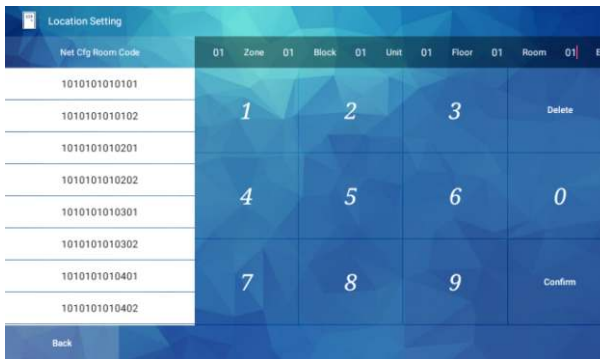 Location Setting
Net Cfg Room Code 01 Zone 01 Block 01 Unit 01 Floor 01 Room 01 E
1010101010101
1010101010102
1010101010201
1010101010202
1010101010301
1010101010302
1010101010401
1010101010402
1 2 3 Delete
4 5 6 0
7 8 9 Confirm
Back